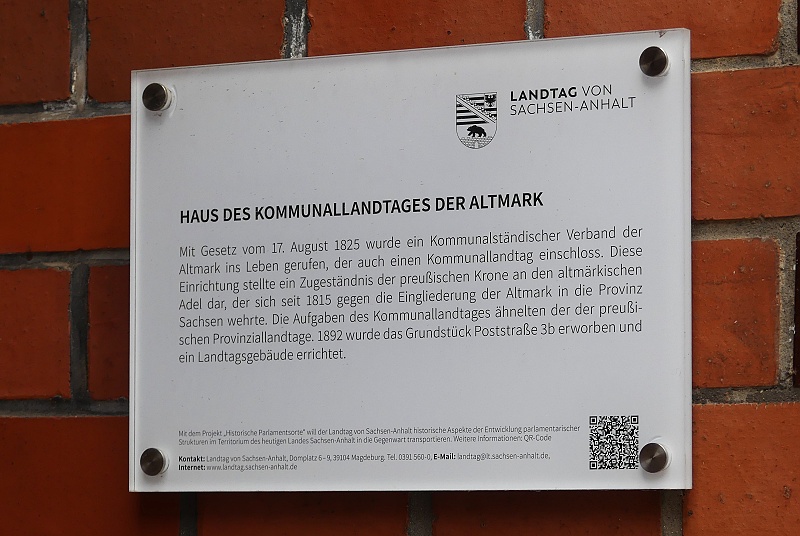 LANDTAG VON
SACHSEN-ANHALT
HAUS DES KOMMUNALLANDTAGES DER ALTMARK
Mit Gesetz vom 17. August 1825 wurde ein Kommunalständischer Verband der
Altmark ins Leben gerufen, der auch einen Kommunallandtag einschloss. Diese
Einrichtung stellte ein Zugeständnis der preußischen Krone an den altmärkischen
Adel dar, der sich seit 1815 gegen die Eingliederung der Altmark in die Provinz
Sachsen wehrte. Die Aufgaben des Kommunallandtages ähnelten der der preußi-
schen Provinziallandtage. 1892 wurde das Grundstück Poststraße 3b erworben und
ein Landtagsgebäude errichtet.
Mit dem Projekt „Historische Parlamentsorte" will der Landtag von Sachsen-Anhalt historische Aspekte der Entwicklung parlamentarischer
Strukturen im Territorium des heutigen Landes Sachsen-Anhalt in die Gegenwart transportieren. Weitere Informationen: QR-Code
Kontakt: Landtag von Sachsen-Anhalt, Domplatz 6–9, 39104 Magdeburg. Tel. 0391 560-0, E-Mail: landtag@lt.sachsen-anhalt.de,
Internet: www.landtag.sachsen-anhalt.de